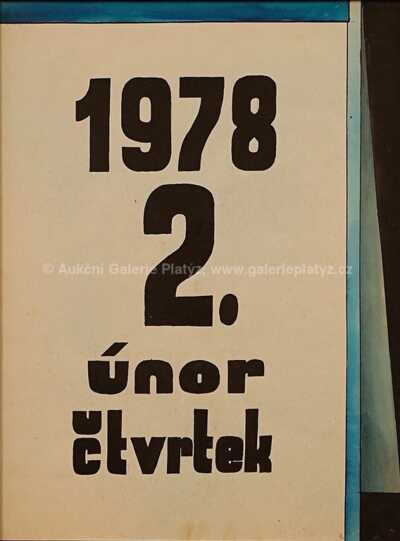 1978
2.
© Aukční Galerie Platýz, www.galerieplatyz.cz
únor
čtvrtek